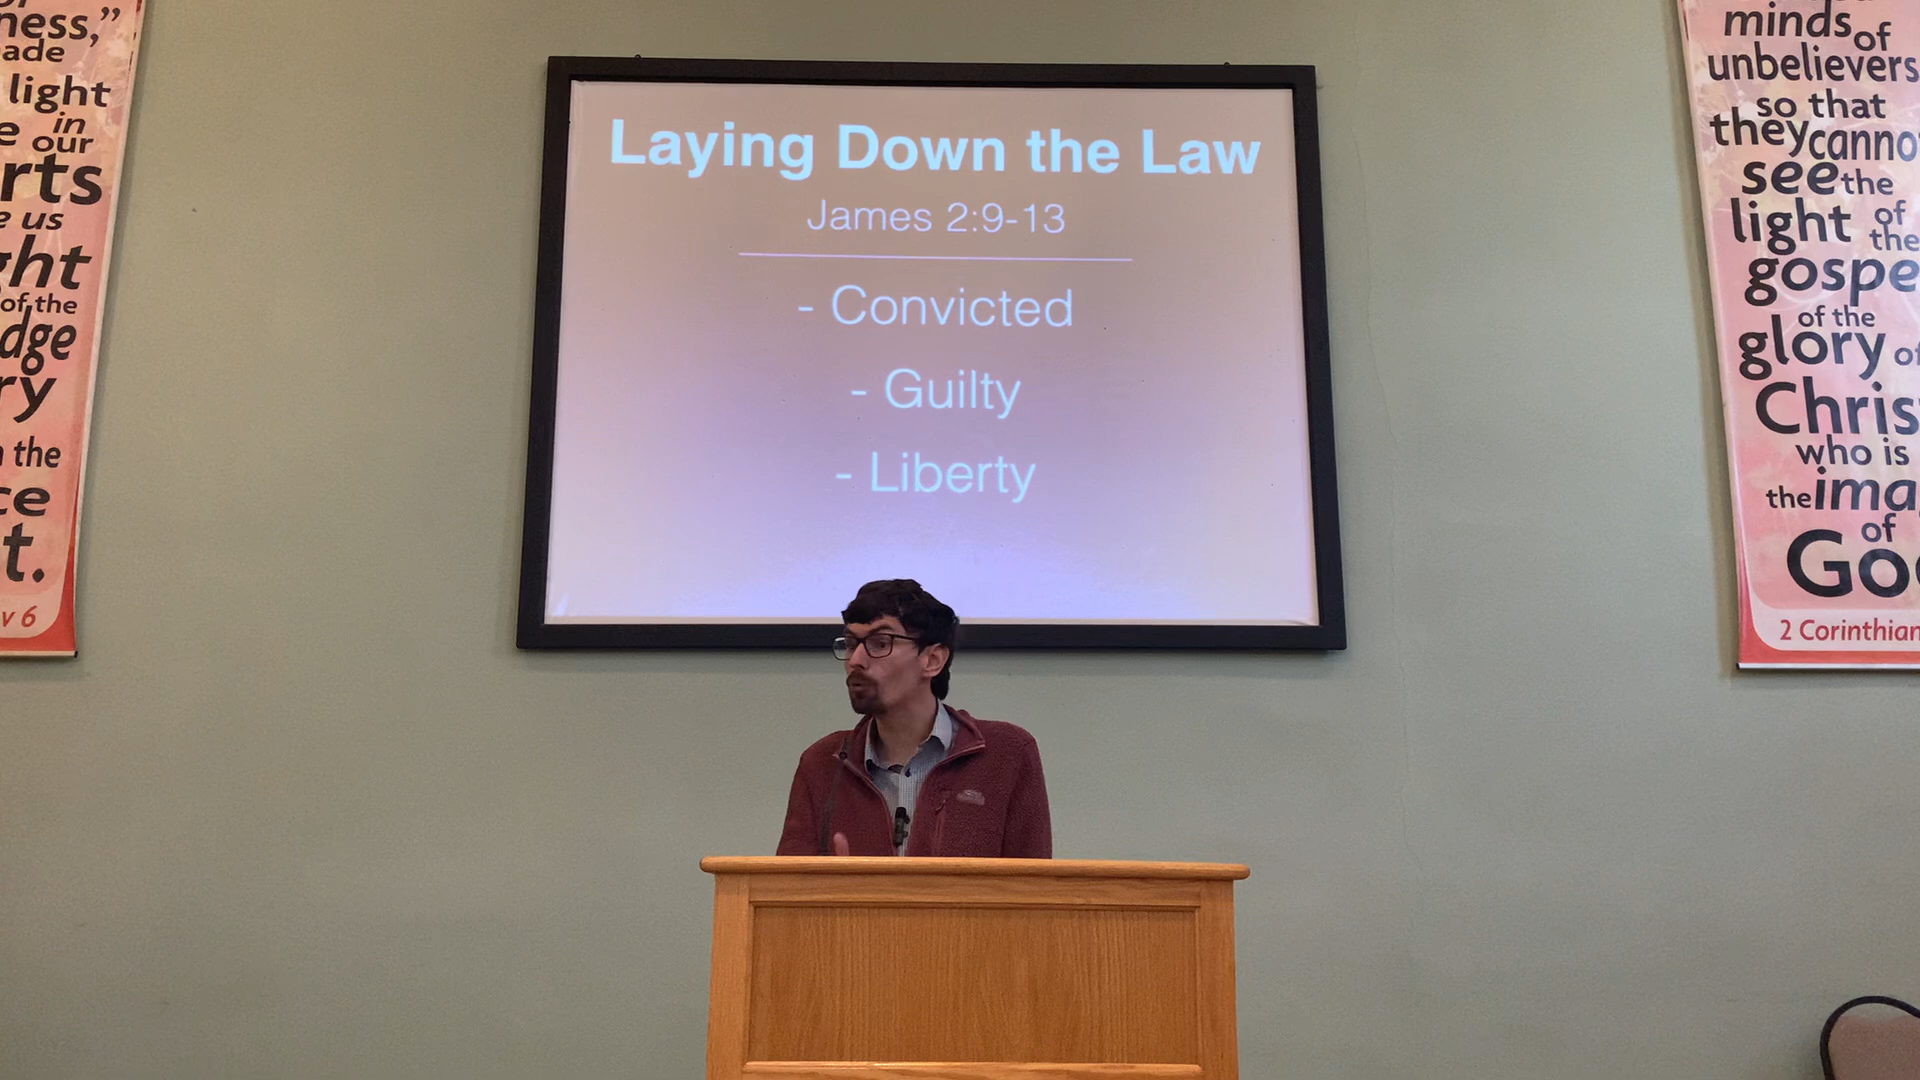 ness,”
ade
light
in
our
rts
us
ght
of the
dge
ry
the
ce
t.
v 6
Laying Down the Law
James 2:9-13
- Convicted
- Guilty
- Liberty
minds of
unbelievers
so that
they canno
see the
light of
the
gospe
of the
glory of
Chris
who is
the ima
of
Go
2 Corinthian